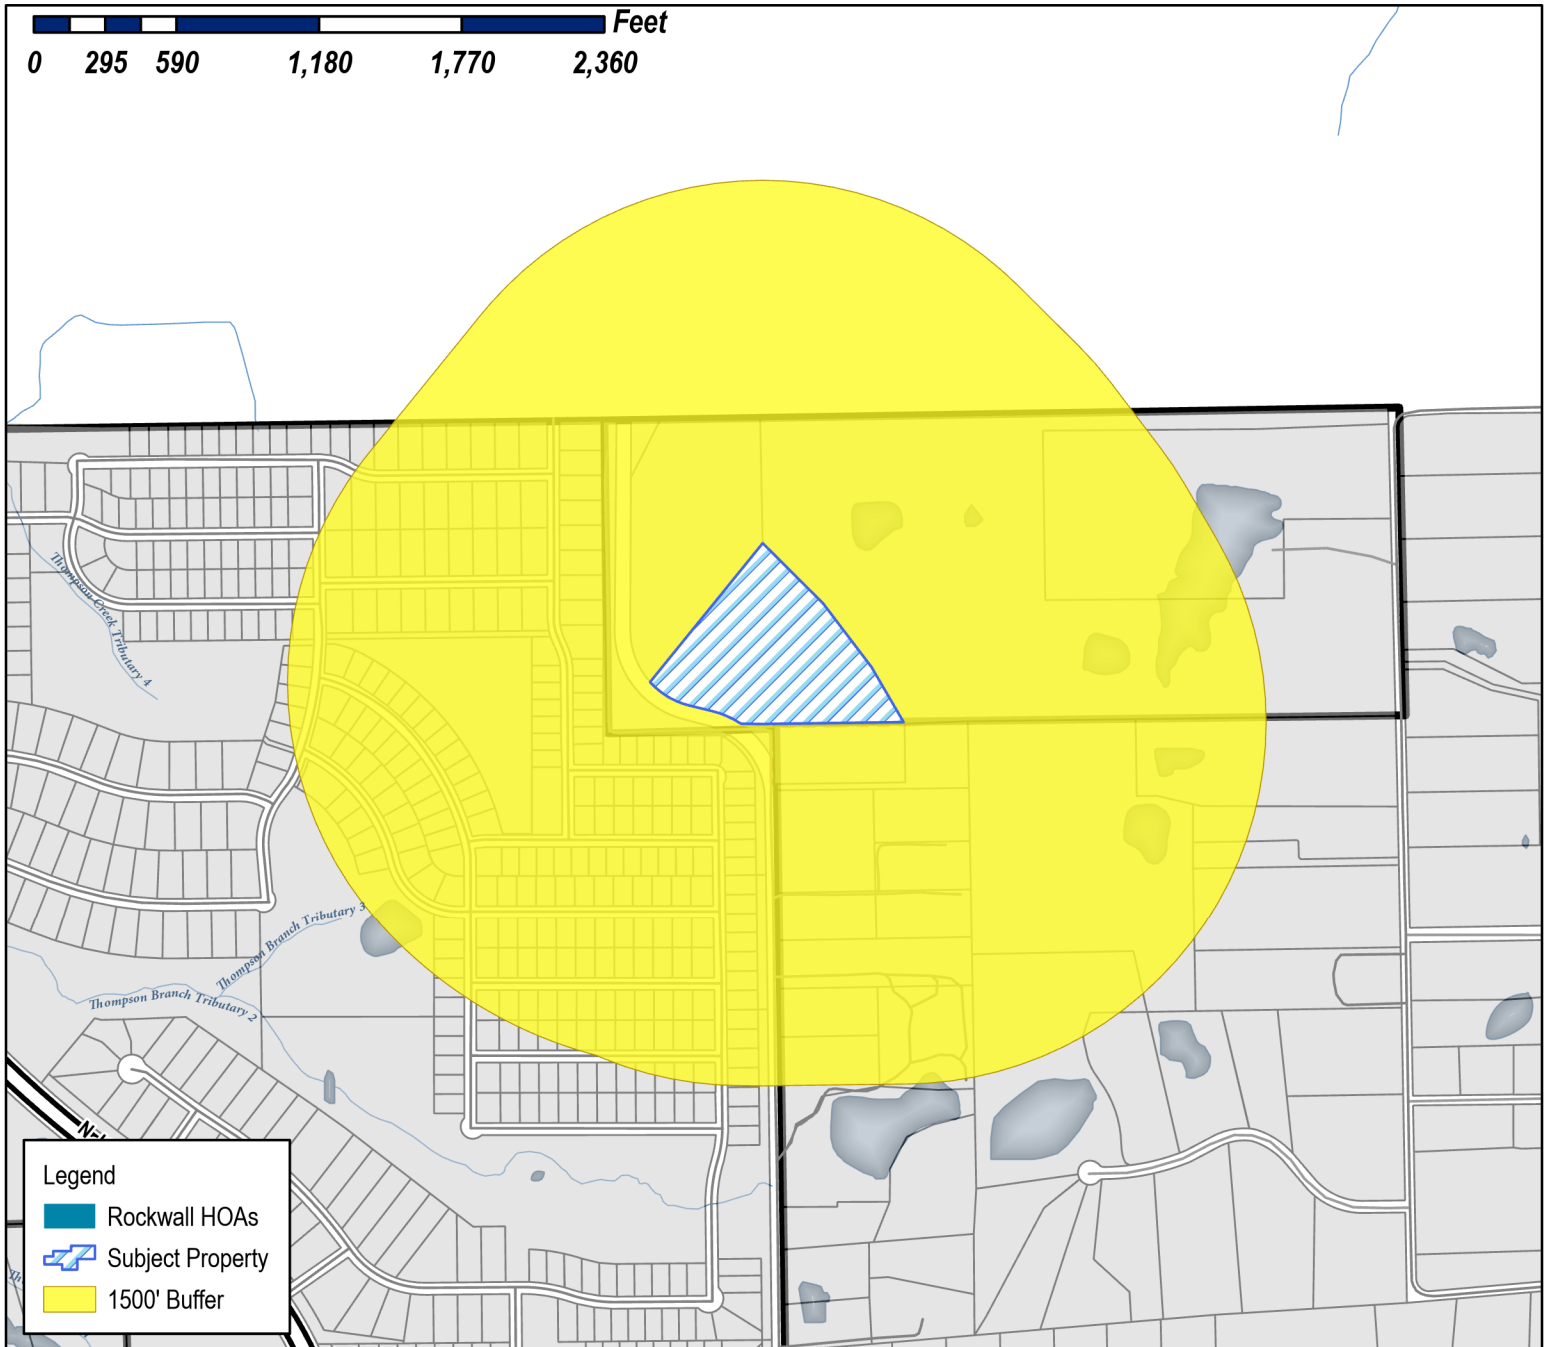 Feet
0 295 590 1,180 1,770 2,360
Thompson Creek Tributary 4
Thompson Branch Tributary 3
Thompson Branch Tributary 2
Legend
Rockwall HOAs
Subject Property
1500' Buffer